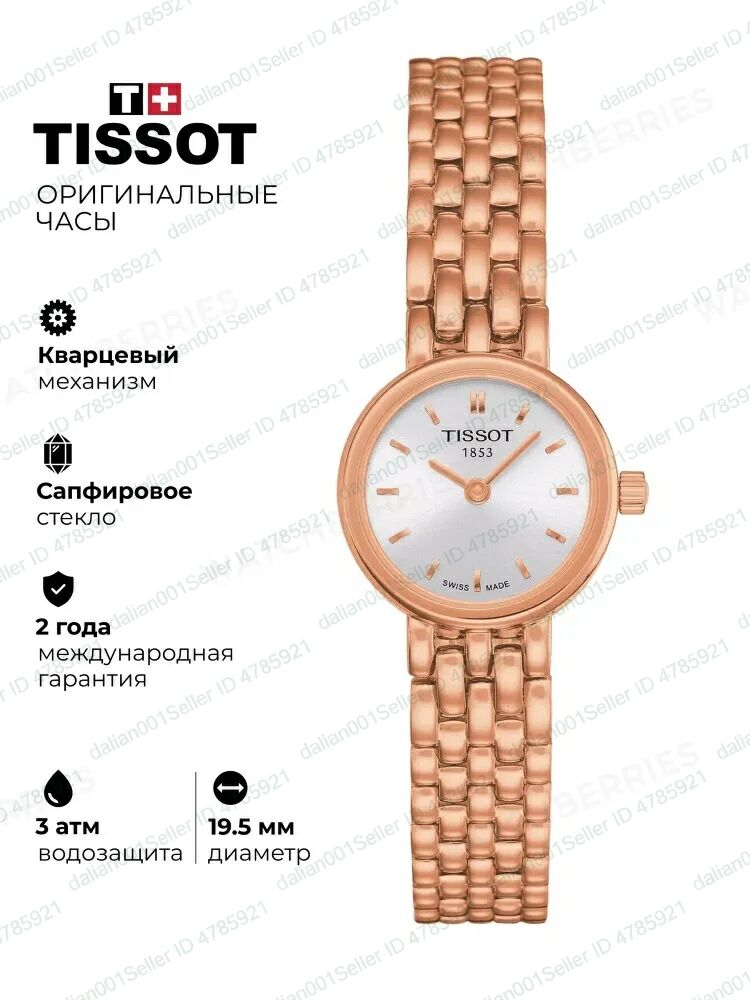 T+
TISSOT
ОРИГИНАЛЬНЫЕ
ЧАСЫ
Кварцевый
механизм
Сапфировое
стекло
2 года
международная
гарантия
3 атм
водозащита
19.5 мм
диаметр
TISSOT
1853
SWISS MADE
WATCHBERRIES
dalian001Seller ID 4785921